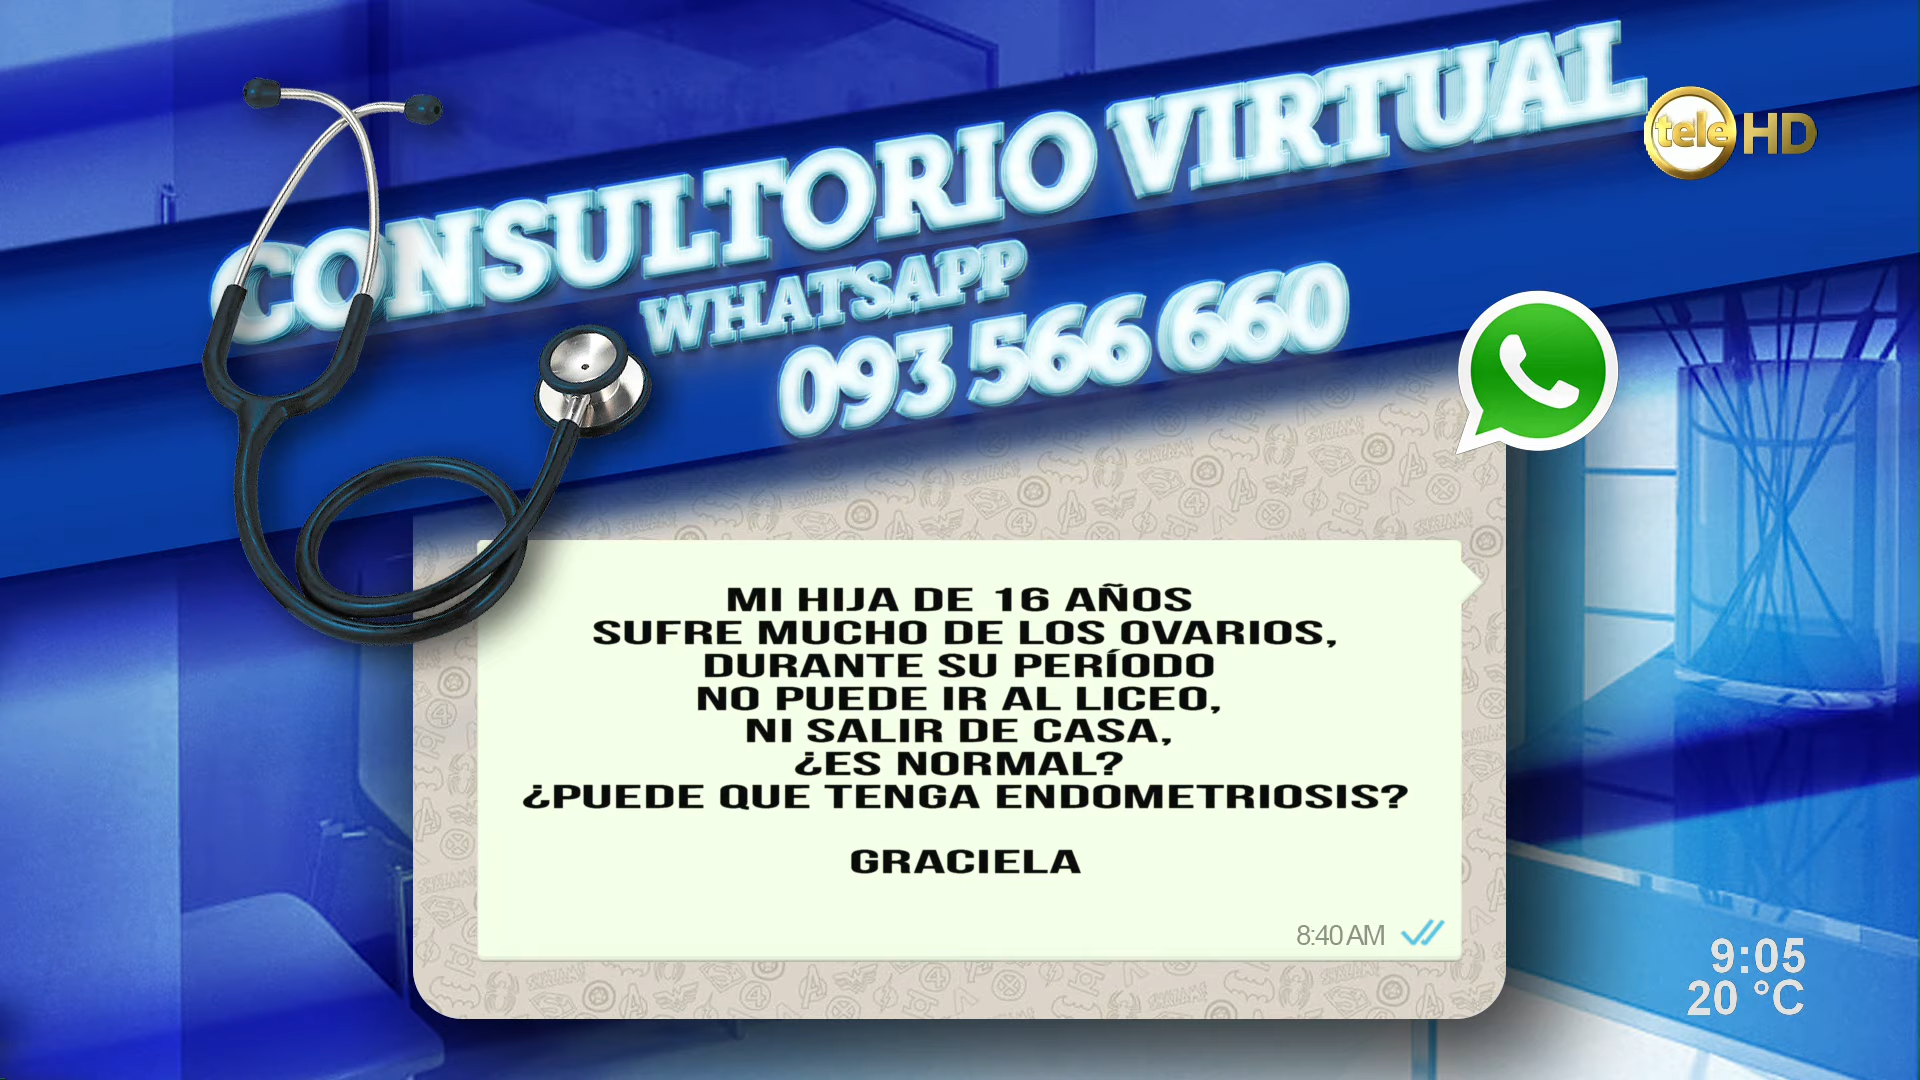 CONSULTORIO VIRTUAL
tele HD
WHATSAPP
093 566 660
MI HIJA DE 16 AÑOS
SUFRE MUCHO DE LOS OVARIOS,
DURANTE SU PERÍODO
NO PUEDE IR AL LICEO,
NI SALIR DE CASA,
¿ES NORMAL?
¿PUEDE QUE TENGA ENDOMETRIOSIS?
GRACIELA
8:40 AM
9:05
20 °C